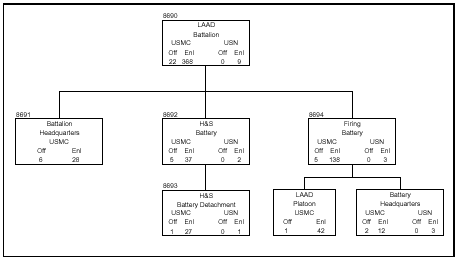 8690
LAAD
Battalion
USMC USN
Off Enl Off Enl
22 368 0 9
8691
Battalion
Headquarters
USMC
Off Enl
6 28
8692
H&S
Battery
USMC USN
Off Enl Off Enl
5 37 0 2
8694
Firing
Battery
USMC USN
Off Enl Off Enl
5 138 0 3
8693
H&S
Battery Detachment
USMC USN
Off Enl Off Enl
1 27 0 1
LAAD
Platoon
USMC
Off Enl
1 42
Battery
Headquarters
USMC USN
Off Enl Off Enl
2 12 0 3